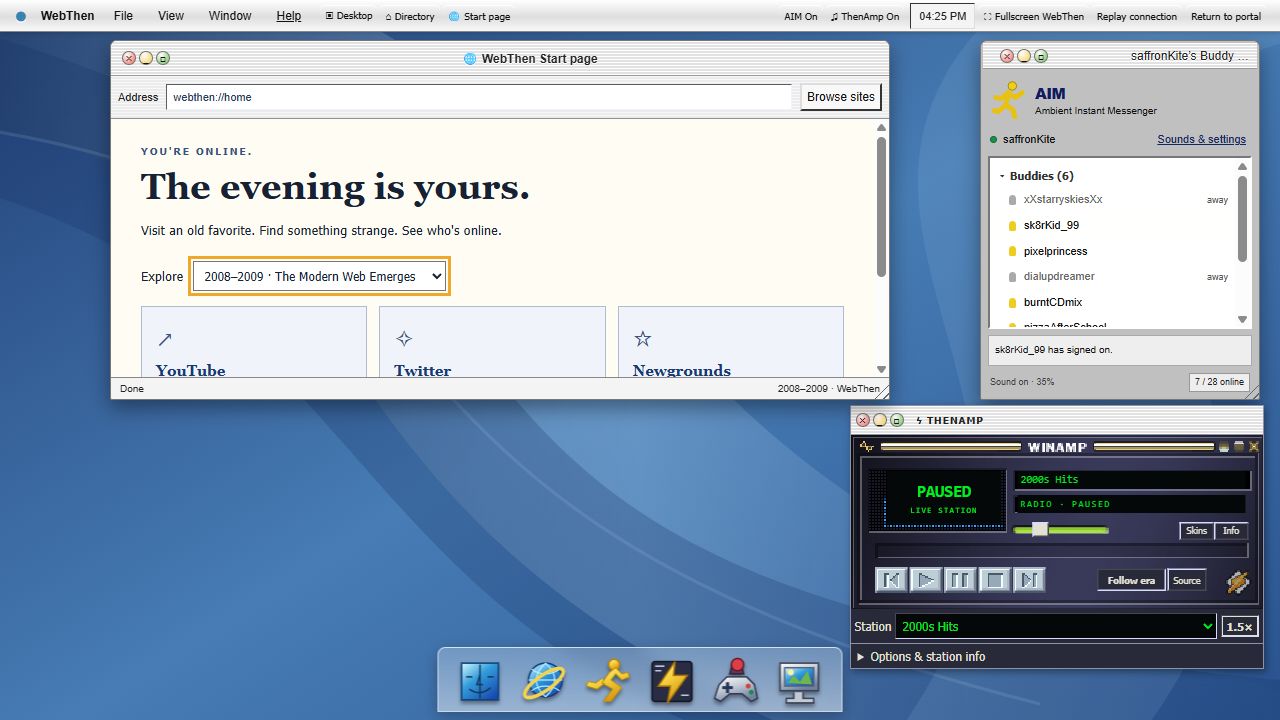 WebThen File View Window Help Desktop Directory Start page AIM On ThenAmp On 04:25 PM Fullscreen WebThen Replay connection Return to portal
WebThen Start page
Address webthen://home Browse sites
YOU'RE ONLINE.
The evening is yours.
Visit an old favorite. Find something strange. See who's online.
Explore 2008–2009 · The Modern Web Emerges
YouTube Twitter Newgrounds
Done 2008–2009 · WebThen
saffronKite's Buddy ...
AIM
Ambient Instant Messenger
saffronKite Sounds & settings
Buddies (6)
xXstarryskiesXx away
sk8rKid_99
pixelprincess
dialupdreamer away
burntCDmix
pizzaAfterSchool
sk8rKid_99 has signed on.
Sound on · 35% 7 / 28 online
THENAMP
WINAMP
PAUSED
LIVE STATION
2000s Hits
RADIO · PAUSED
Skins Info
Follow era Source
Station 2000s Hits 1.5×
Options & station info